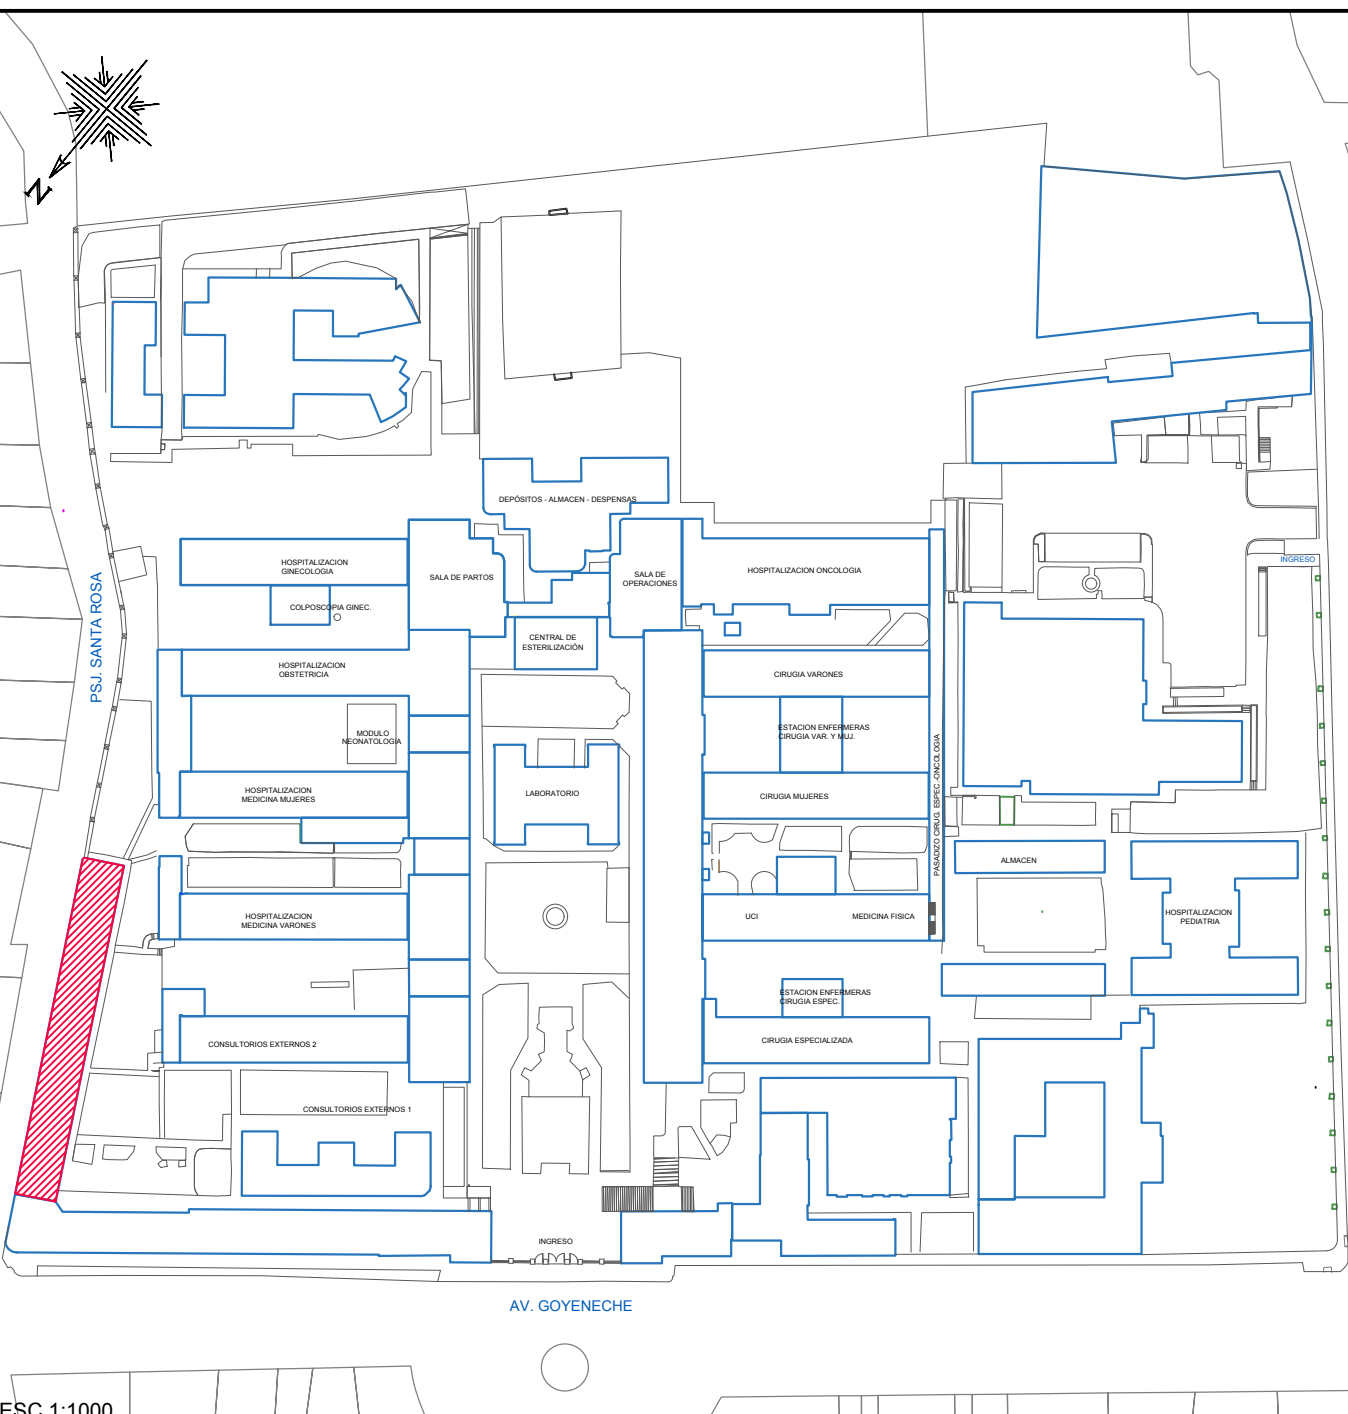 N
DEPÓSITOS - ALMACEN - DESPENSAS
HOSPITALIZACION
GINECOLOGIA
SALA DE PARTOS
SALA DE
OPERACIONES
HOSPITALIZACION ONCOLOGIA
INGRESO
COLPOSCOPIA GINEC.
PSJ. SANTA ROSA
CENTRAL DE
ESTERILIZACIÓN
HOSPITALIZACION
OBSTETRICIA
CIRUGIA VARONES
MODULO
NEONATOLOGIA
ESTACION ENFERMERAS
CIRUGIA VAR. Y MUJ.
PASADIZO CIRUG. ESPEC.-ONCOLOGIA
HOSPITALIZACION
MEDICINA MUJERES
LABORATORIO
CIRUGIA MUJERES
ALMACEN
HOSPITALIZACION
MEDICINA VARONES
UCI
MEDICINA FISICA
HOSPITALIZACION
PEDIATRIA
ESTACION ENFERMERAS
CIRUGIA ESPEC.
CONSULTORIOS EXTERNOS 2
CIRUGIA ESPECIALIZADA
CONSULTORIOS EXTERNOS 1
INGRESO
AV. GOYENECHE
ESC 1:1000